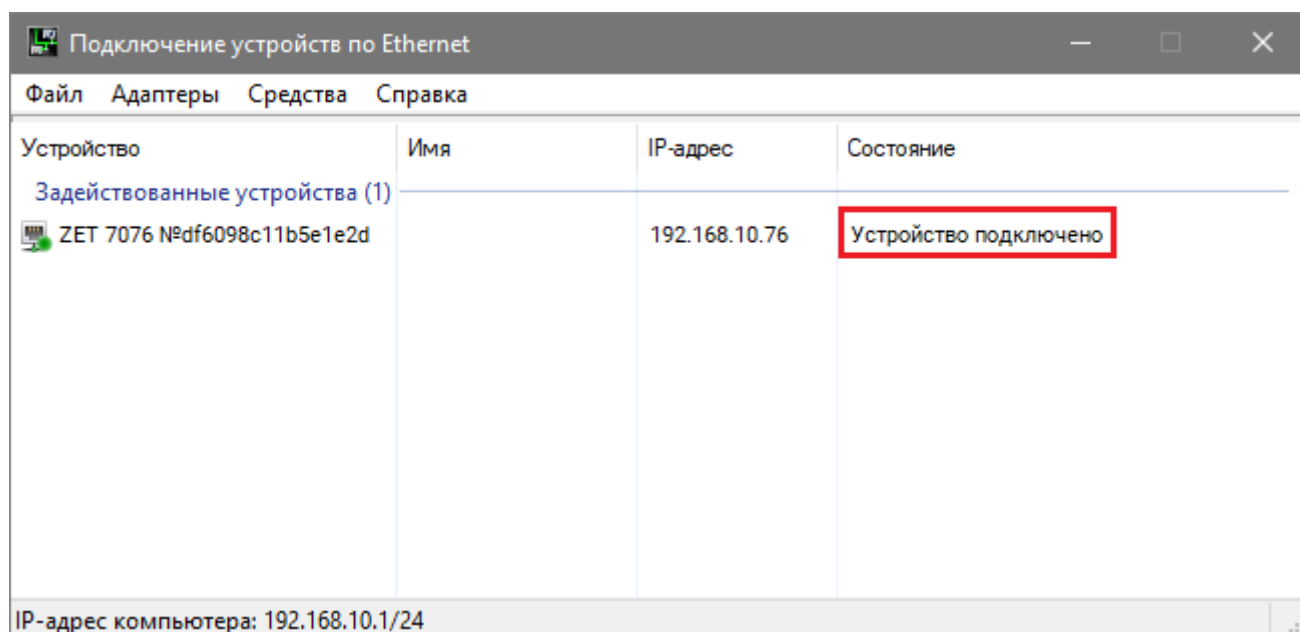 Подключение устройств по Ethernet
Файл Адаптеры Средства Справка
Устройство Имя IP-адрес Состояние
Задействованные устройства (1)
ZET 7076 №df6098c11b5e1e2d 192.168.10.76 Устройство подключено
IP-адрес компьютера: 192.168.10.1/24